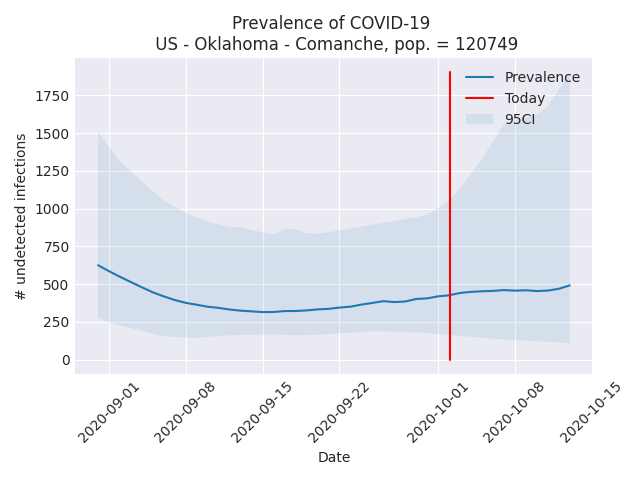 Prevalence of COVID-19
US - Oklahoma - Comanche, pop. = 120749
Prevalence
Today
95CI
1750
1500
1250
1000
750
500
250
0
# undetected infections
2020-09-01
2020-09-08
2020-09-15
2020-09-22
2020-10-01
2020-10-08
2020-10-15
Date